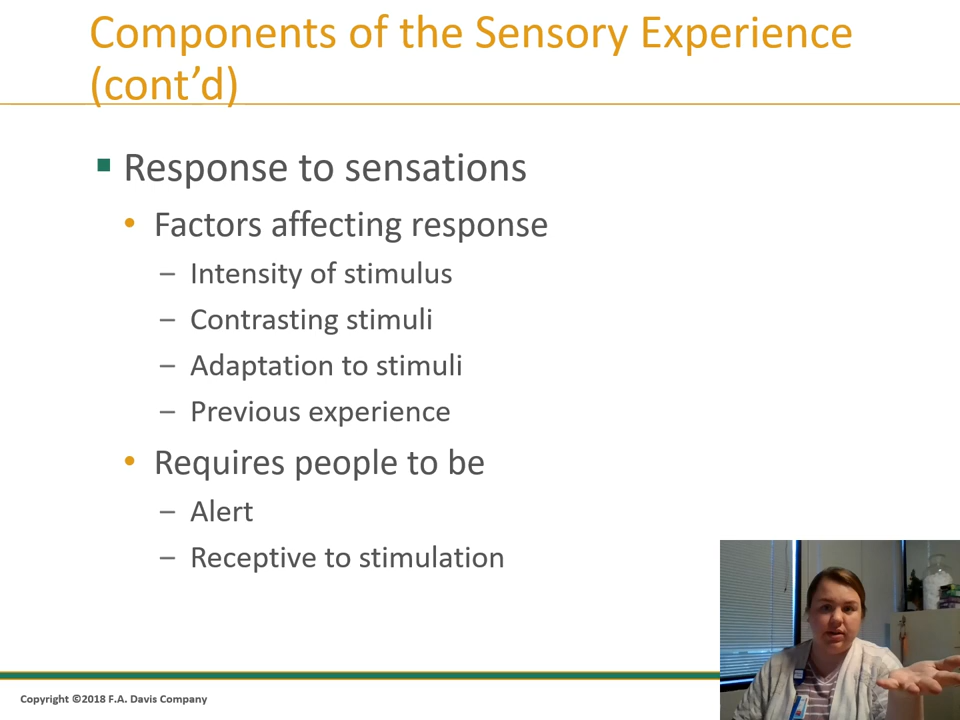 Components of the Sensory Experience
(cont’d)
Response to sensations
Factors affecting response
– Intensity of stimulus
– Contrasting stimuli
– Adaptation to stimuli
– Previous experience
Requires people to be
– Alert
– Receptive to stimulation
Copyright ©2018 F.A. Davis Company